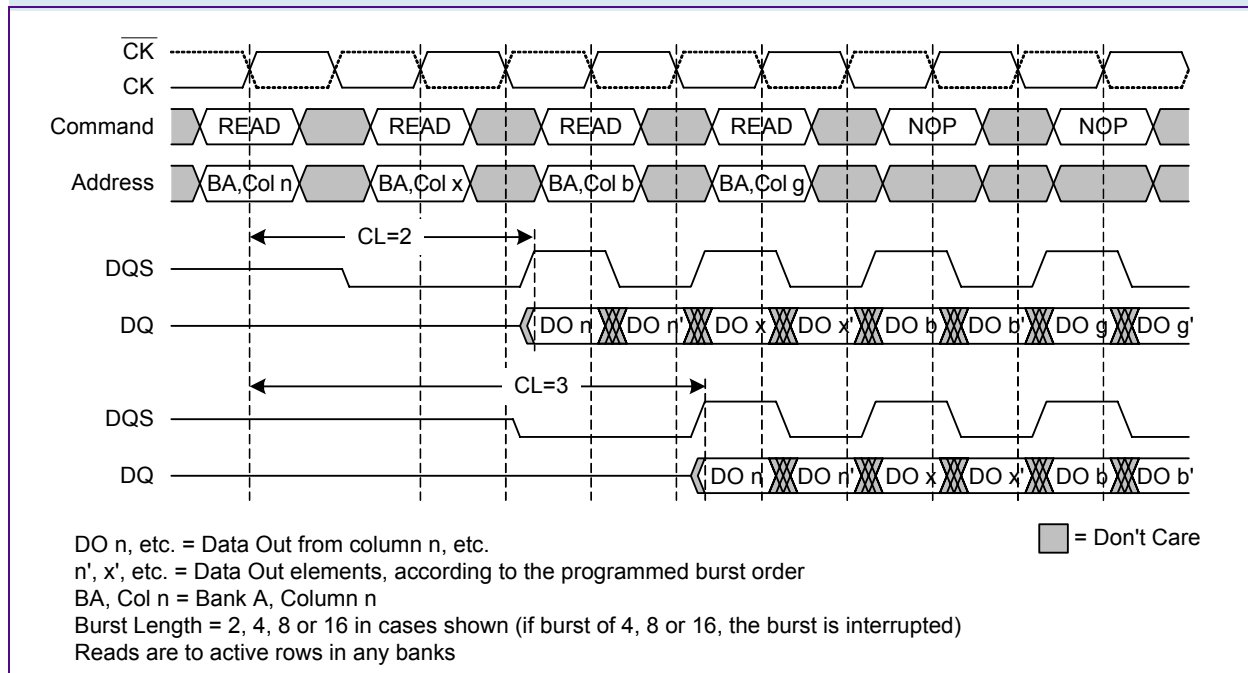 CK
CK
Command READ READ READ READ NOP NOP
Address BA,Col n BA,Col x BA,Col b BA,Col g
CL=2
DQS
DQ DO n DO n' DO x DO x' DO b DO b' DO g DO g'
CL=3
DQS
DQ DO n DO n' DO x DO x' DO b DO b'
DO n, etc. = Data Out from column n, etc.
= Don't Care
n', x', etc. = Data Out elements, according to the programmed burst order
BA, Col n = Bank A, Column n
Burst Length = 2, 4, 8 or 16 in cases shown (if burst of 4, 8 or 16, the burst is interrupted)
Reads are to active rows in any banks